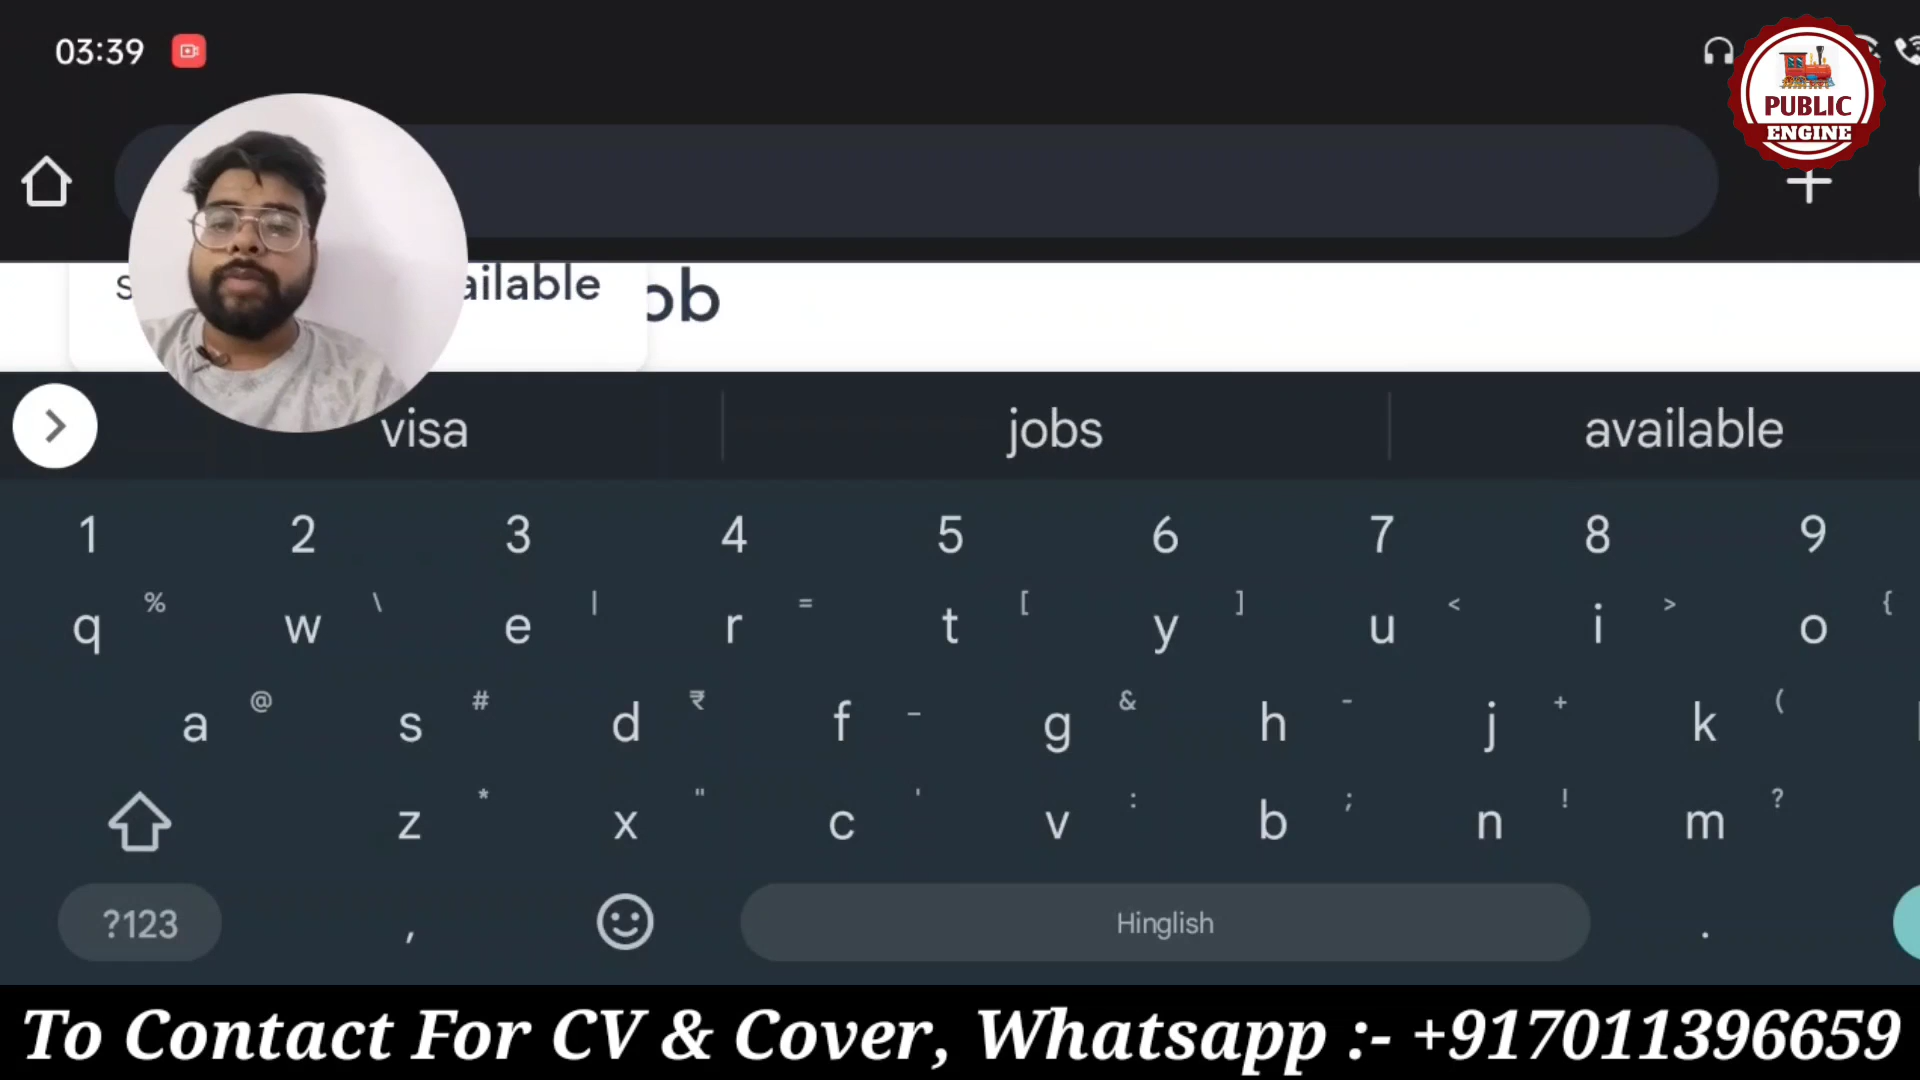 03:39
PUBLIC
ENGINE
ailable
ob
visa jobs available
1 2 3 4 5 6 7 8 9
% \ | = [ ] < > {
q w e r t y u i o
@ # ₹ _ & - + (
a s d f g h j k
* " ' : ; ! ?
z x c v b n m
?123 , Hinglish .
To Contact For CV & Cover, Whatsapp :- +917011396659